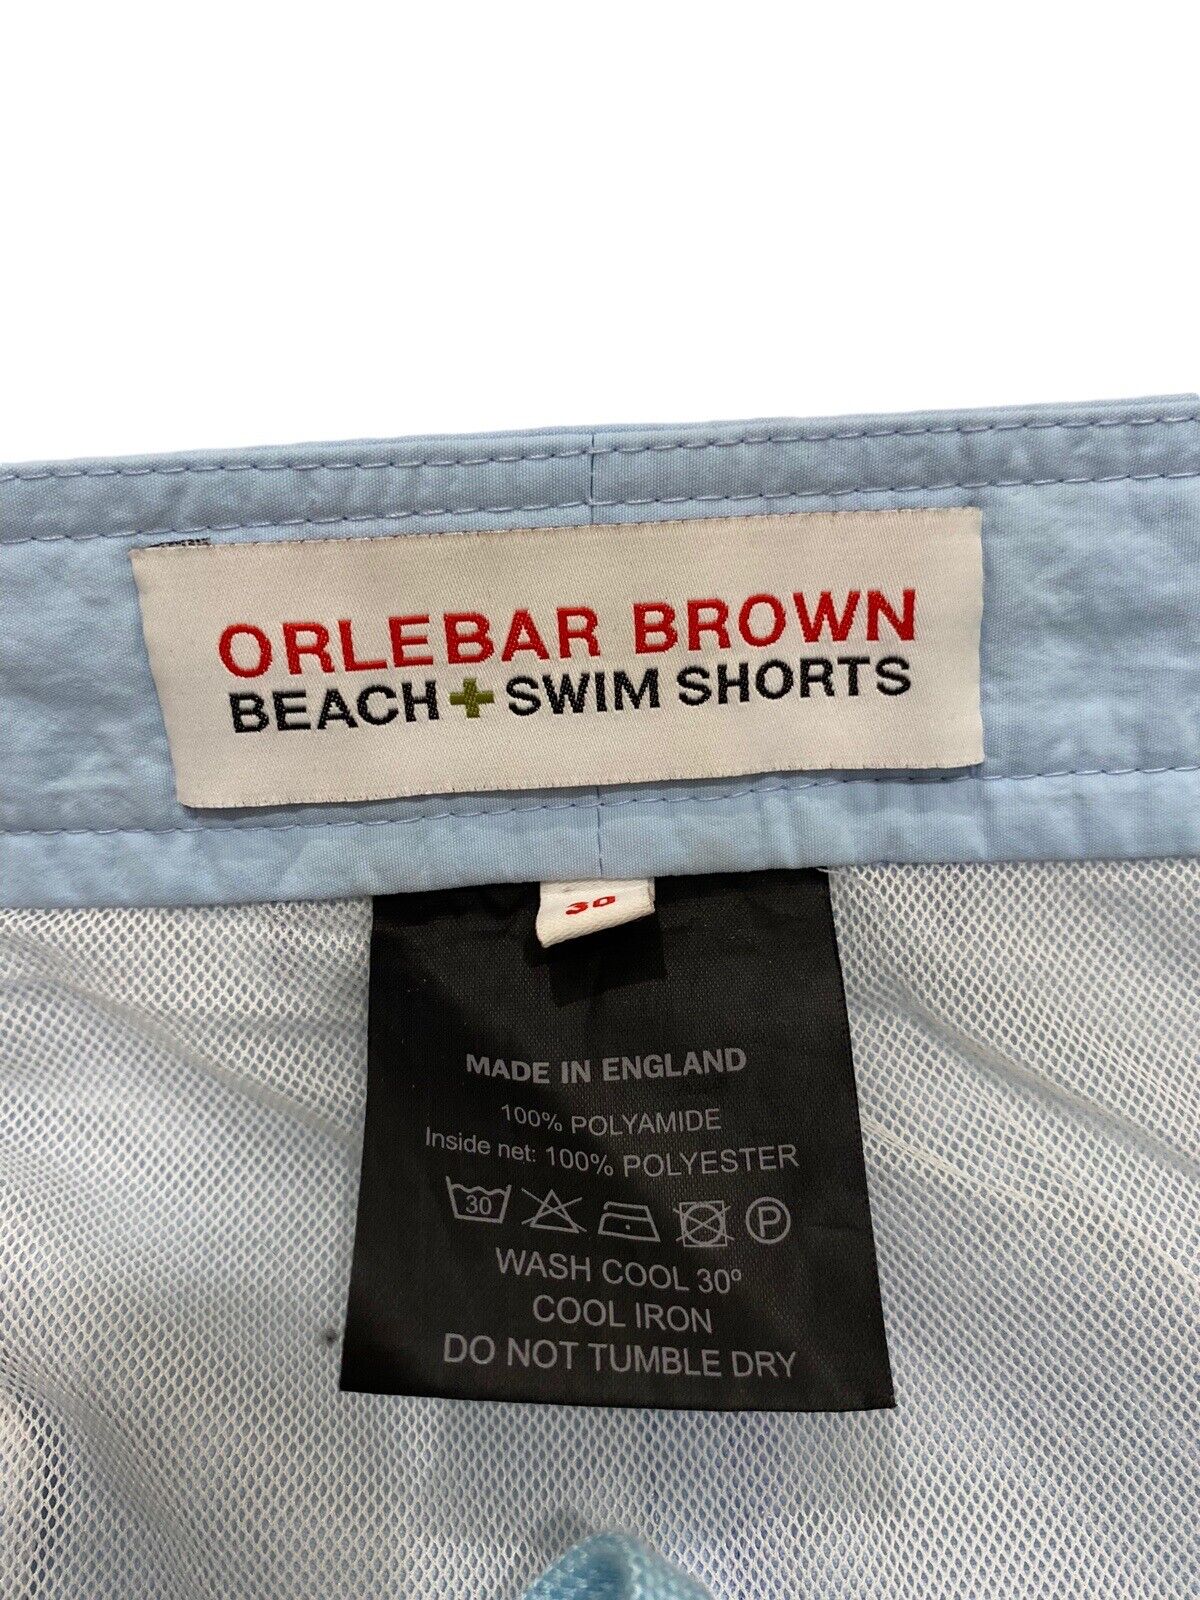 ORLEBAR BROWN
BEACH + SWIM SHORTS
30
MADE IN ENGLAND
100% POLYAMIDE
Inside net: 100% POLYESTER
30 P
WASH COOL 30º
COOL IRON
DO NOT TUMBLE DRY